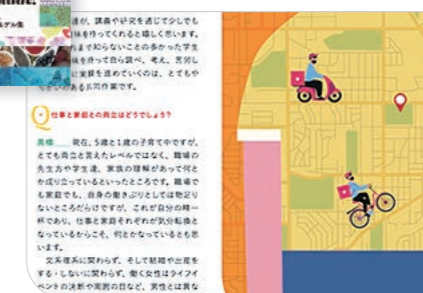 モデル集
達が、講義や研究を通じて少しでも
味を持ってくれると嬉しく思います。
まで知らないことの多かった学生
味を持って自ら調べ、考え、苦労し
に実験を進めていくのは、とてもや
のある共同作業です。
Q 仕事と家庭との両立はどうでしょう?
髙橋 現在、5歳と1歳の子育て中ですが、
とても両立と言えたレベルではなく、職場の
先生方や学生達、家族の理解があって何と
か成り立っているといったところです。職場で
も家庭でも、自身の働きぶりとしては物足り
ないところだらけですが、これが自分の精一
杯であり、仕事と家庭それぞれが気分転換と
なっているからこそ、何とかなっているとも思
います。
文系理系に関わらず、そして結婚や出産を
する・しないに関わらず、働く女性はライフイ
ベントの決断や周囲の目など、男性とは異な